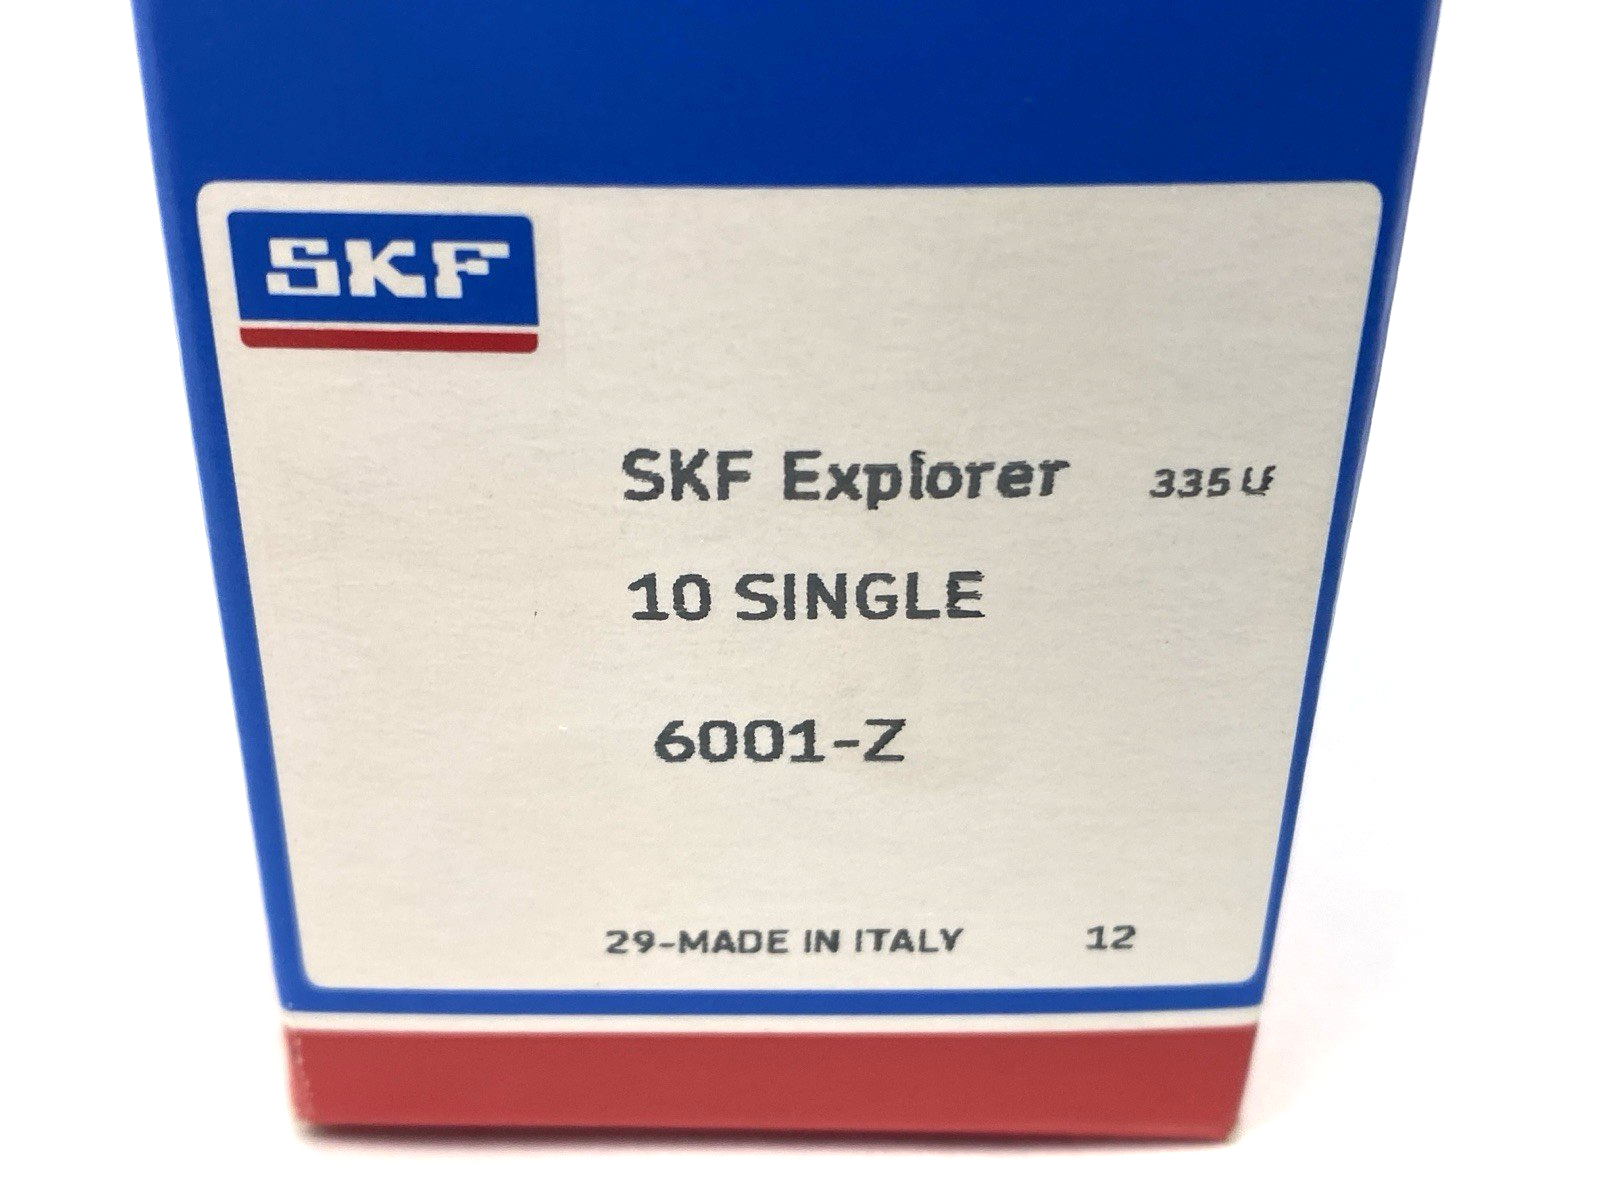 SKF
SKF Explorer 335
10 SINGLE
6001-Z
29-MADE IN ITALY 12